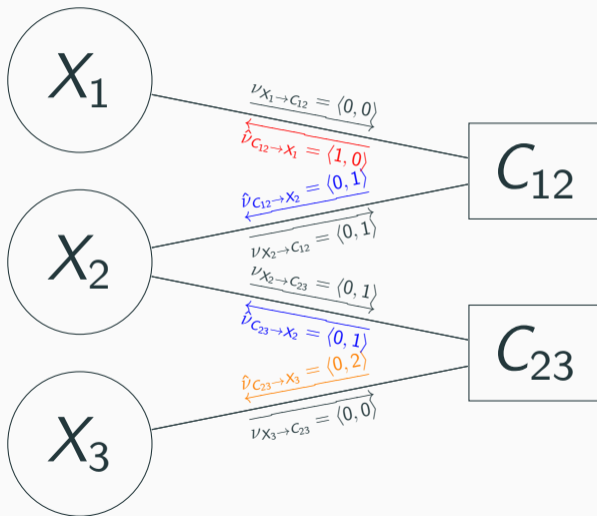 X₁
ν_{X₁→C₁₂} = ⟨0, 0⟩
ν̂_{C₁₂→X₁} = ⟨1, 0⟩
C₁₂
ν̂_{C₁₂→X₂} = ⟨0, 1⟩
ν_{X₂→C₁₂} = ⟨0, 1⟩
X₂
ν_{X₂→C₂₃} = ⟨0, 1⟩
ν̂_{C₂₃→X₂} = ⟨0, 1⟩
C₂₃
ν̂_{C₂₃→X₃} = ⟨0, 2⟩
ν_{X₃→C₂₃} = ⟨0, 0⟩
X₃